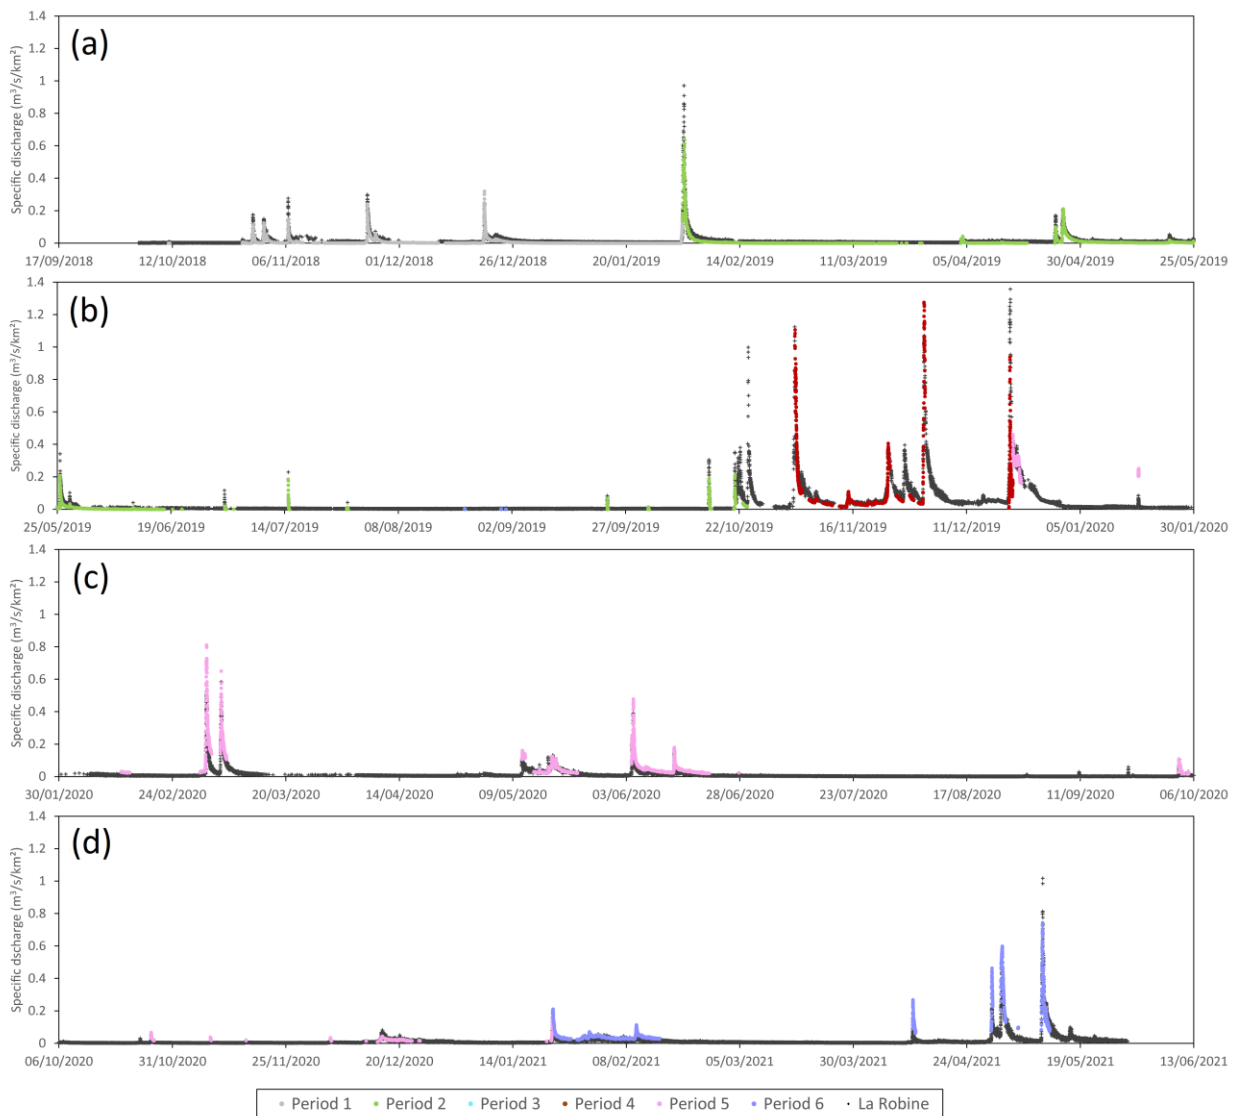 (a)
Specific discharge (m³/s/km²)
1.4
1.2
1
0.8
0.6
0.4
0.2
0
17/09/2018 12/10/2018 06/11/2018 01/12/2018 26/12/2018 20/01/2019 14/02/2019 11/03/2019 05/04/2019 30/04/2019 25/05/2019
(b)
Specific discharge (m³/s/km²)
1.4
1.2
1
0.8
0.6
0.4
0.2
0
25/05/2019 19/06/2019 14/07/2019 08/08/2019 02/09/2019 27/09/2019 22/10/2019 16/11/2019 11/12/2019 05/01/2020 30/01/2020
(c)
Specific discharge (m³/s/km²)
1.4
1.2
1
0.8
0.6
0.4
0.2
0
30/01/2020 24/02/2020 20/03/2020 14/04/2020 09/05/2020 03/06/2020 28/06/2020 23/07/2020 17/08/2020 11/09/2020 06/10/2020
(d)
Specific dscharge (m³/s/km²)
1.4
1.2
1
0.8
0.6
0.4
0.2
0
06/10/2020 31/10/2020 25/11/2020 20/12/2020 14/01/2021 08/02/2021 05/03/2021 30/03/2021 24/04/2021 19/05/2021 13/06/2021
Period 1 Period 2 Period 3 Period 4 Period 5 Period 6 La Robine